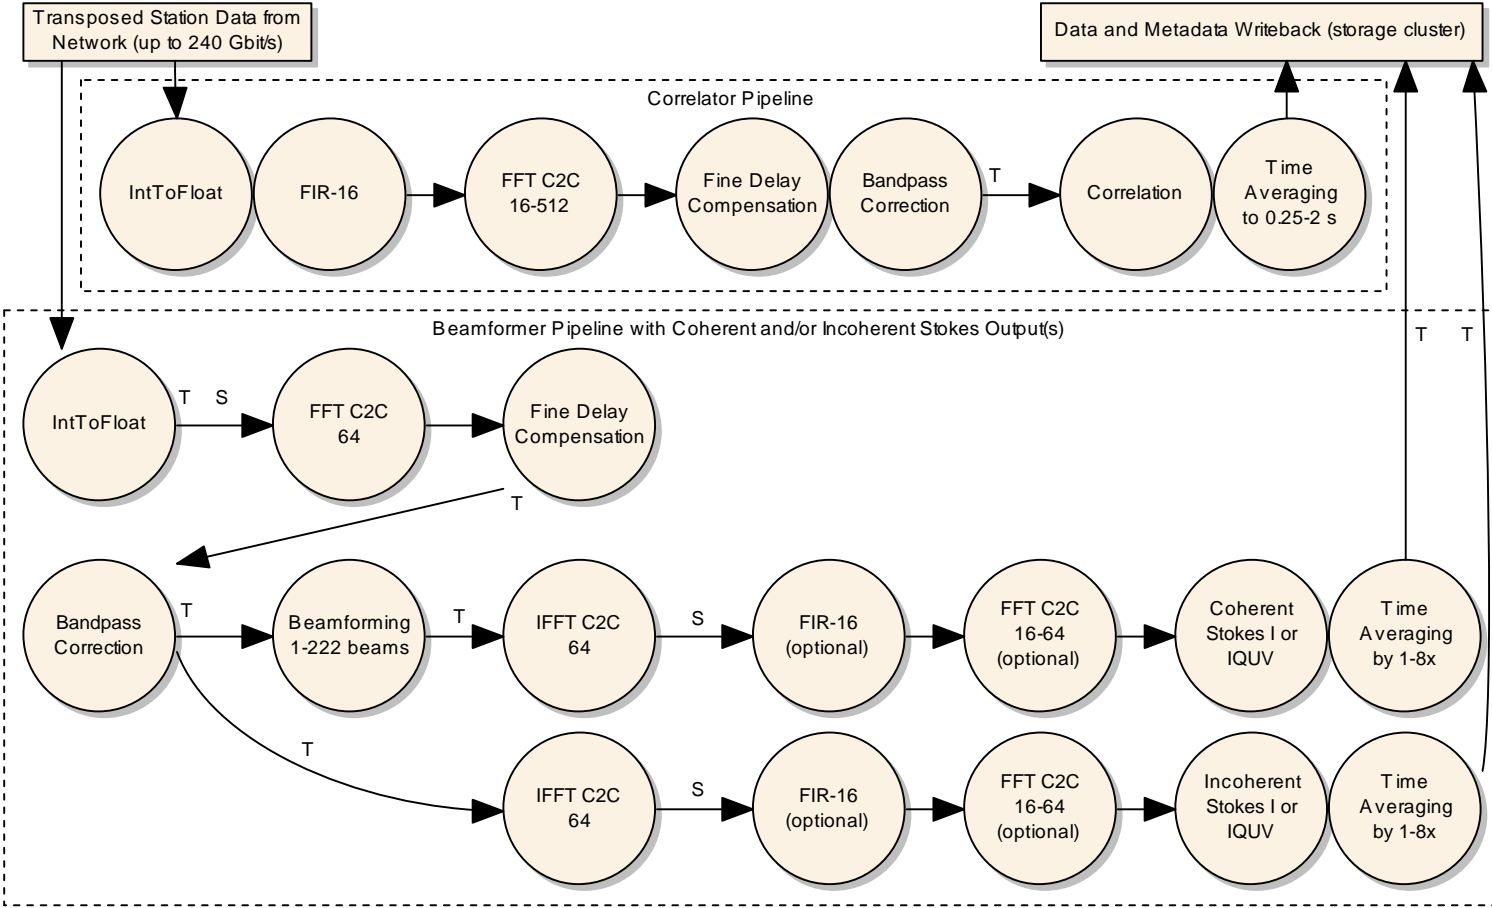 Transposed Station Data from
Network (up to 240 Gbit/s)
Data and Metadata Writeback (storage cluster)
Correlator Pipeline
IntToFloat
FIR-16
FFT C2C
16-512
Fine Delay
Compensation
Bandpass
Correction
T
Correlation
Time
Averaging
to 0.25-2 s
Beamformer Pipeline with Coherent and/or Incoherent Stokes Output(s)
T
T
IntToFloat
T
S
FFT C2C
64
Fine Delay
Compensation
T
Bandpass
Correction
T
Beamforming
1-222 beams
T
IFFT C2C
64
S
FIR-16
(optional)
FFT C2C
16-64
(optional)
Coherent
Stokes I or
IQUV
Time
Averaging
by 1-8x
T
IFFT C2C
64
S
FIR-16
(optional)
FFT C2C
16-64
(optional)
Incoherent
Stokes I or
IQUV
Time
Averaging
by 1-8x